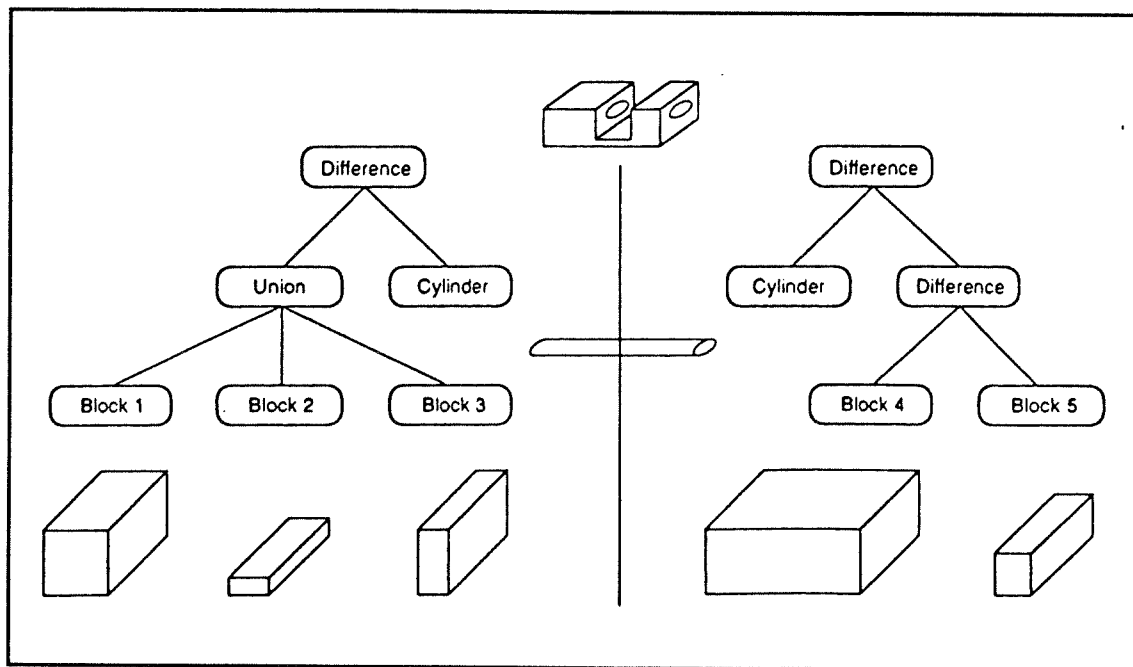 Difference
Difference
Union
Cylinder
Cylinder
Difference
Block 1
Block 2
Block 3
Block 4
Block 5